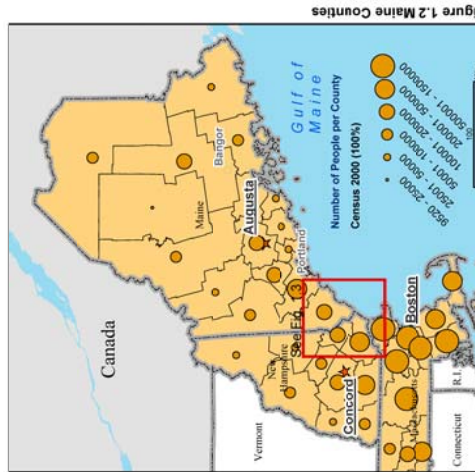 Figure 1.2 Maine Counties
Canada
Maine
Bangor
Augusta
Portland
Gulf of
Maine
See Fig. 1.3
New
Hampshire
Vermont
Concord
Boston
Massachusetts
Connecticut
R.I.
Number of People per County
Census 2000 (100%)
9520 - 25000
25001 - 50000
50001 - 100000
100001 - 200000
200001 - 500000
500001 - 1500000